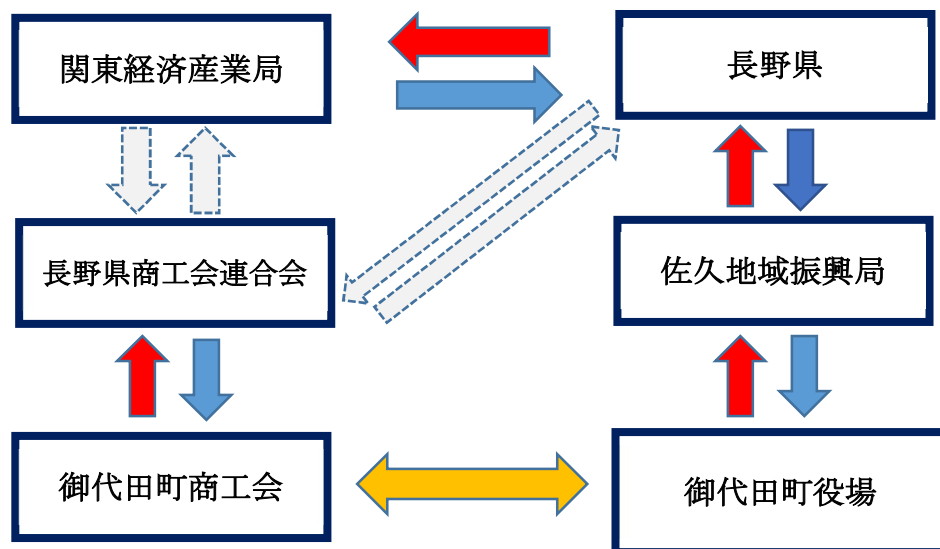 関東経済産業局
長野県
長野県商工会連合会
佐久地域振興局
御代田町商工会
御代田町役場